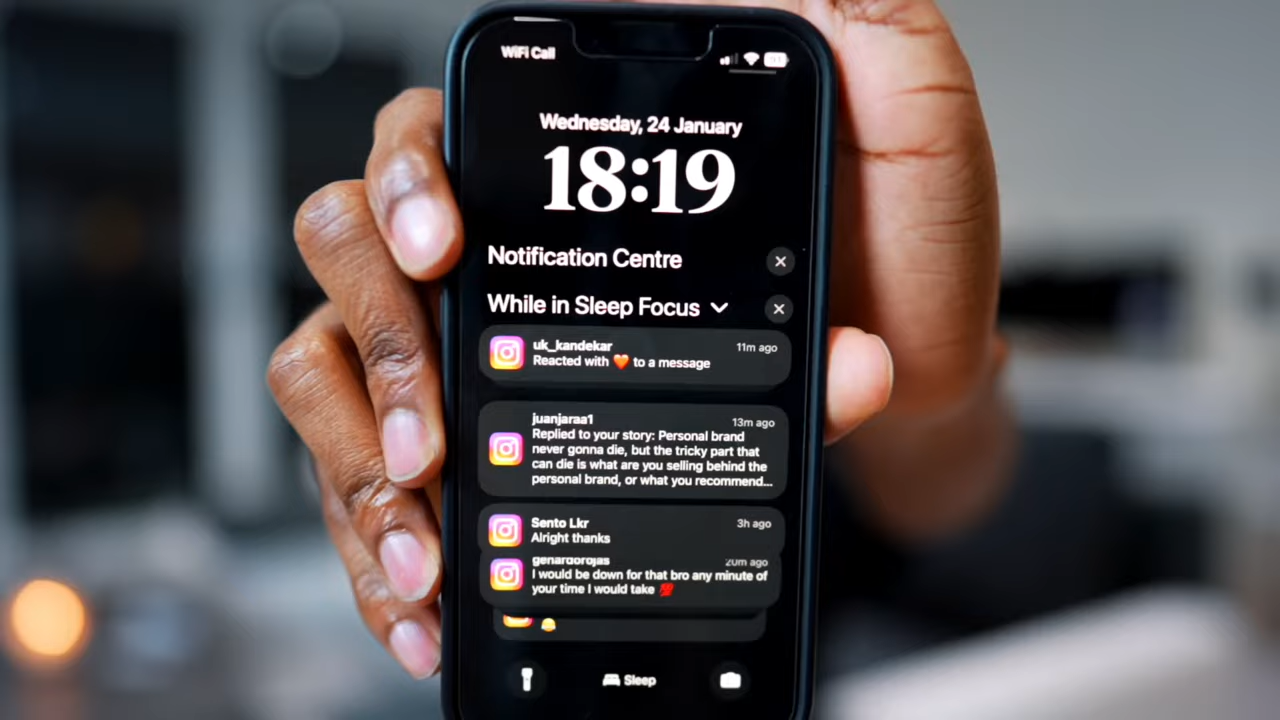 WiFi Call
Wednesday, 24 January
18:19
Notification Centre
While in Sleep Focus
uk_kandekar
11m ago
Reacted with ❤️ to a message
juanjaraa1
13m ago
Replied to your story: Personal brand
never gonna die, but the tricky part that
can die is what are you selling behind the
personal brand, or what you recommend...
Sento Lkr
3h ago
Alright thanks
genardorojas
20m ago
I would be down for that bro any minute of
your time I would take 💯
Sleep